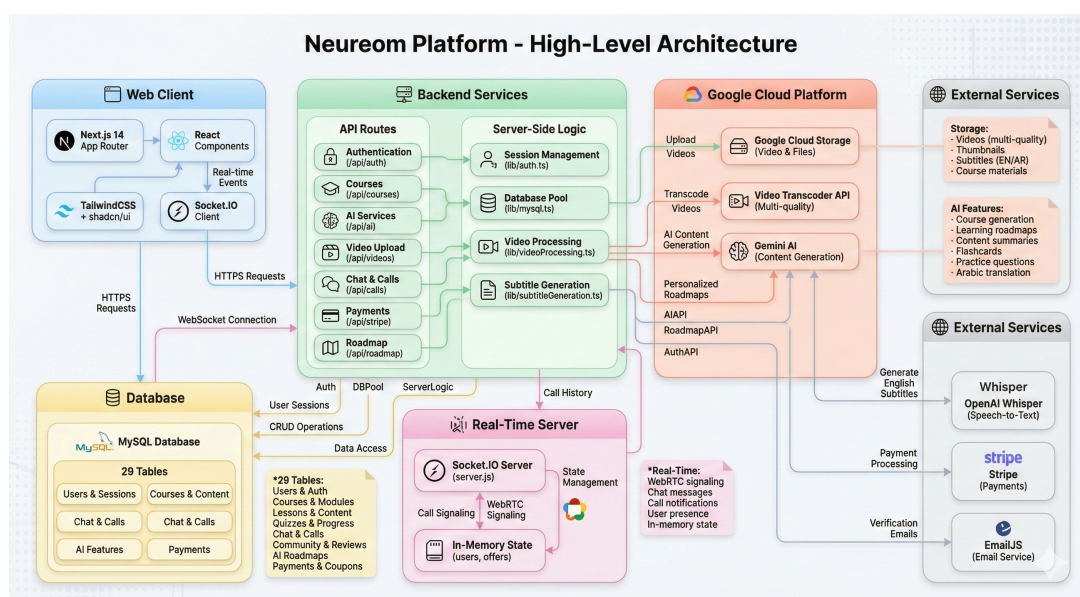 Neureom Platform - High-Level Architecture
Web Client
Next.js 14
App Router
React
Components
Real-time
Events
TailwindCSS
+ shadcn/ui
Socket.IO
Client
HTTPS Requests
HTTPS
Requests
WebSocket Connection
Backend Services
API Routes
Authentication
(/api/auth)
Courses
(/api/courses)
AI Services
(/api/ai)
Video Upload
(/api/videos)
Chat & Calls
(/api/calls)
Payments
(/api/stripe)
Roadmap
(/api/roadmap)
Server-Side Logic
Session Management
(lib/auth.ts)
Database Pool
(lib/mysql.ts)
Video Processing
(lib/videoProcessing.ts)
Subtitle Generation
(lib/subtitleGeneration.ts)
Google Cloud Platform
Upload
Videos
Transcode
Videos
AI Content
Generation
Personalized
Roadmaps
AIAPI
RoadmapAPI
AuthAPI
Google Cloud Storage
(Video & Files)
Video Transcoder API
(Multi-quality)
Gemini AI
(Content Generation)
External Services
Storage:
· Videos (multi-quality)
· Thumbnails
· Subtitles (EN/AR)
· Course materials
AI Features:
· Course generation
· Learning roadmaps
· Content summaries
· Flashcards
· Practice questions
· Arabic translation
External Services
Generate
English
Subtitles
Whisper
OpenAI Whisper
(Speech-to-Text)
Payment
Processing
stripe
Stripe
(Payments)
Verification
Emails
EmailJS
(Email Service)
Auth
DBPool
ServerLogic
User Sessions
CRUD Operations
Data Access
Call History
Database
MySQL
MySQL Database
29 Tables
Users & Sessions
Courses & Content
Chat & Calls
Chat & Calls
AI Features
Payments
*29 Tables:
Users & Auth
Courses & Modules
Lessons & Content
Quizzes & Progress
Chat & Calls
Community & Reviews
AI Roadmaps
Payments & Coupons
Real-Time Server
Socket.IO Server
(server.js)
State
Management
Call Signaling
WebRTC
Signaling
In-Memory State
(users, offers)
*Real-Time:
WebRTC signaling
Chat messages
Call notifications
User presence
In-memory state